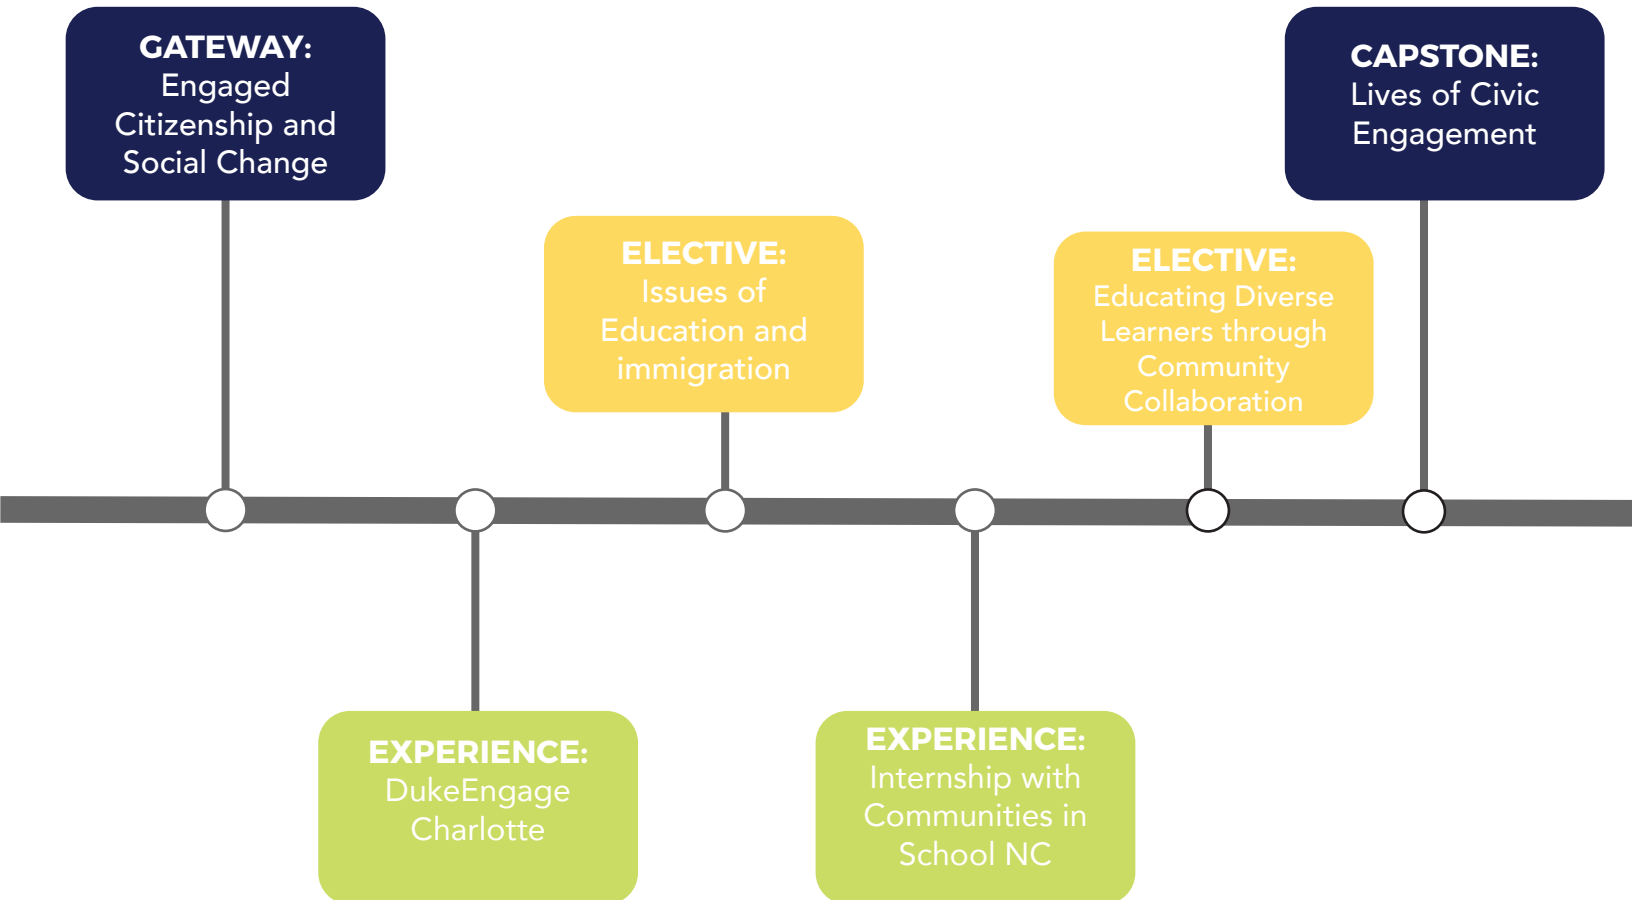 GATEWAY:
Engaged
Citizenship and
Social Change
EXPERIENCE:
DukeEngage
Charlotte
ELECTIVE:
Issues of
Education and
immigration
EXPERIENCE:
Internship with
Communities in
School NC
ELECTIVE:
Educating Diverse
Learners through
Community
Collaboration
CAPSTONE:
Lives of Civic
Engagement